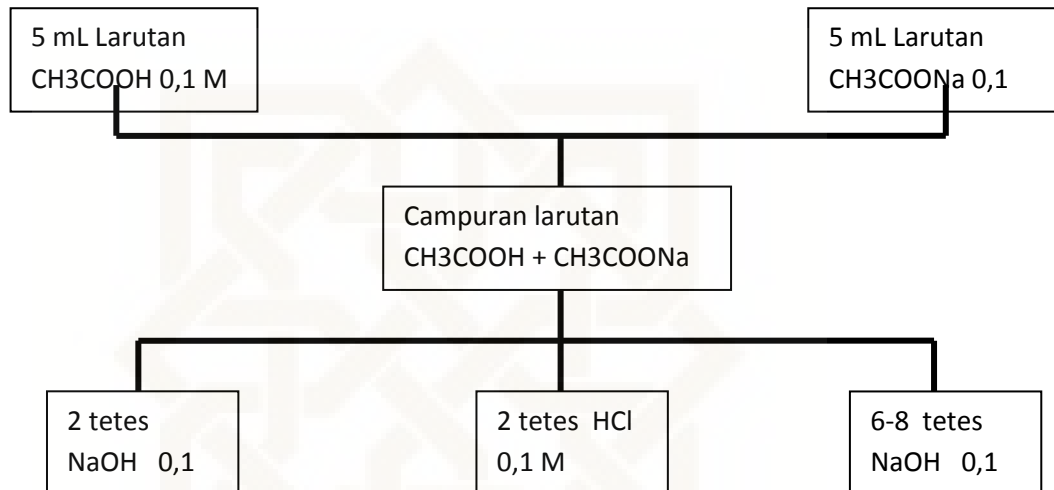 5 mL Larutan
CH3COOH 0,1 M
5 mL Larutan
CH3COONa 0,1
Campuran larutan
CH3COOH + CH3COONa
2 tetes
NaOH 0,1
2 tetes HCl
0,1 M
6-8 tetes
NaOH 0,1